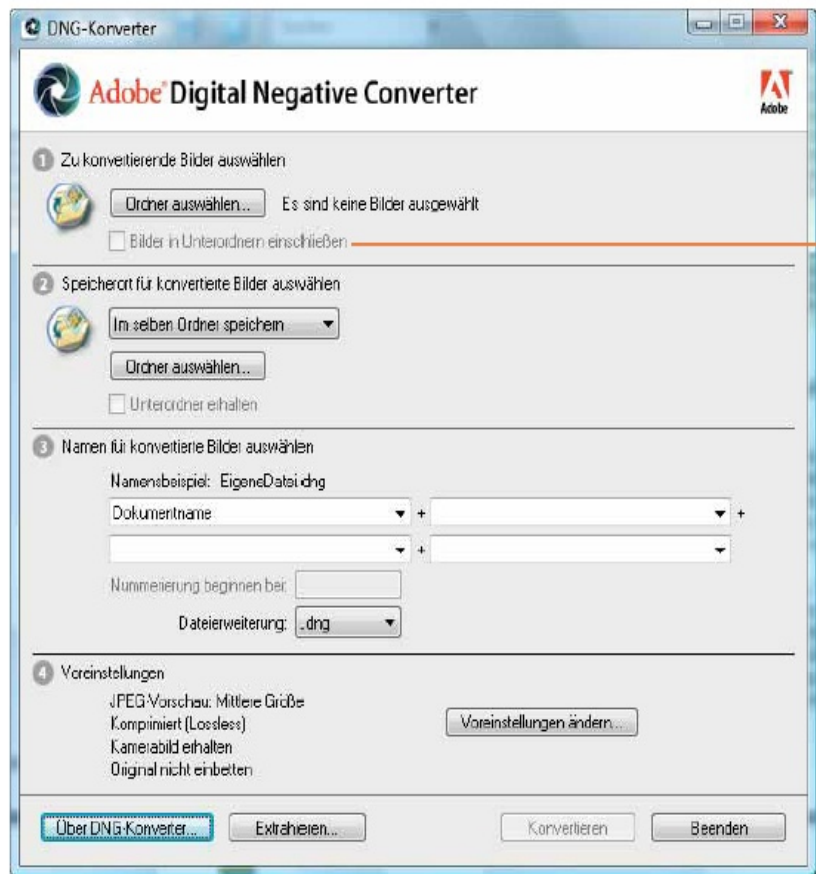 DNG-Konverter
Adobe® Digital Negative Converter
Adobe
1 Zu konvertierende Bilder auswählen
Ordner auswählen... Es sind keine Bilder ausgewählt
Bilder in Unterordnern einschließen
2 Speicherort für konvertierte Bilder auswählen
Im selben Ordner speichern
Ordner auswählen...
Unterordner erhalten
3 Namen für konvertierte Bilder auswählen
Namensbeispiel: EigeneDatei.dng
Dokumentname + +
+
Nummerierung beginnen bei:
Dateierweiterung: .dng
4 Voreinstellungen
JPEG-Vorschau: Mittlere Größe
Komprimiert (Lossless)
Voreinstellungen ändern...
Kamerabild erhalten
Original nicht einbetten
Über DNG-Konverter... Extrahieren... Konvertieren Beenden